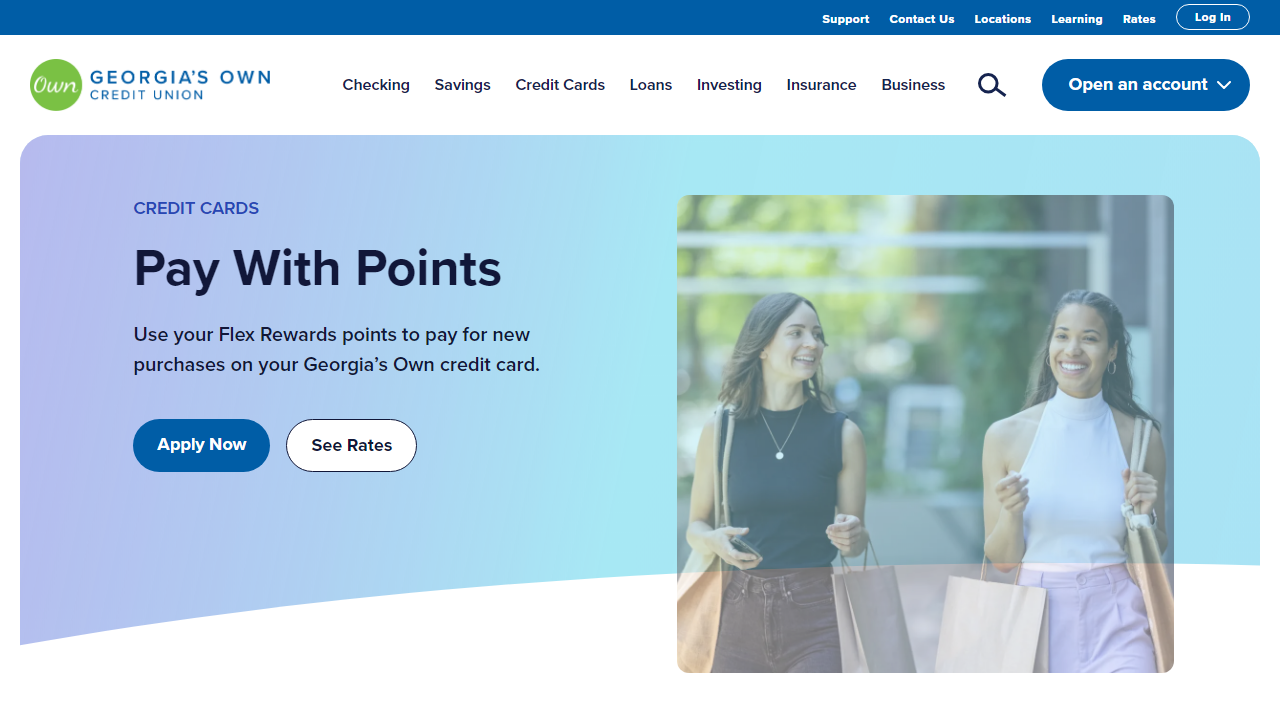 Support Contact Us Locations Learning Rates Log In
Own GEORGIA'S OWN
CREDIT UNION
Checking Savings Credit Cards Loans Investing Insurance Business Open an account
CREDIT CARDS
Pay With Points
Use your Flex Rewards points to pay for new
purchases on your Georgia’s Own credit card.
Apply Now See Rates